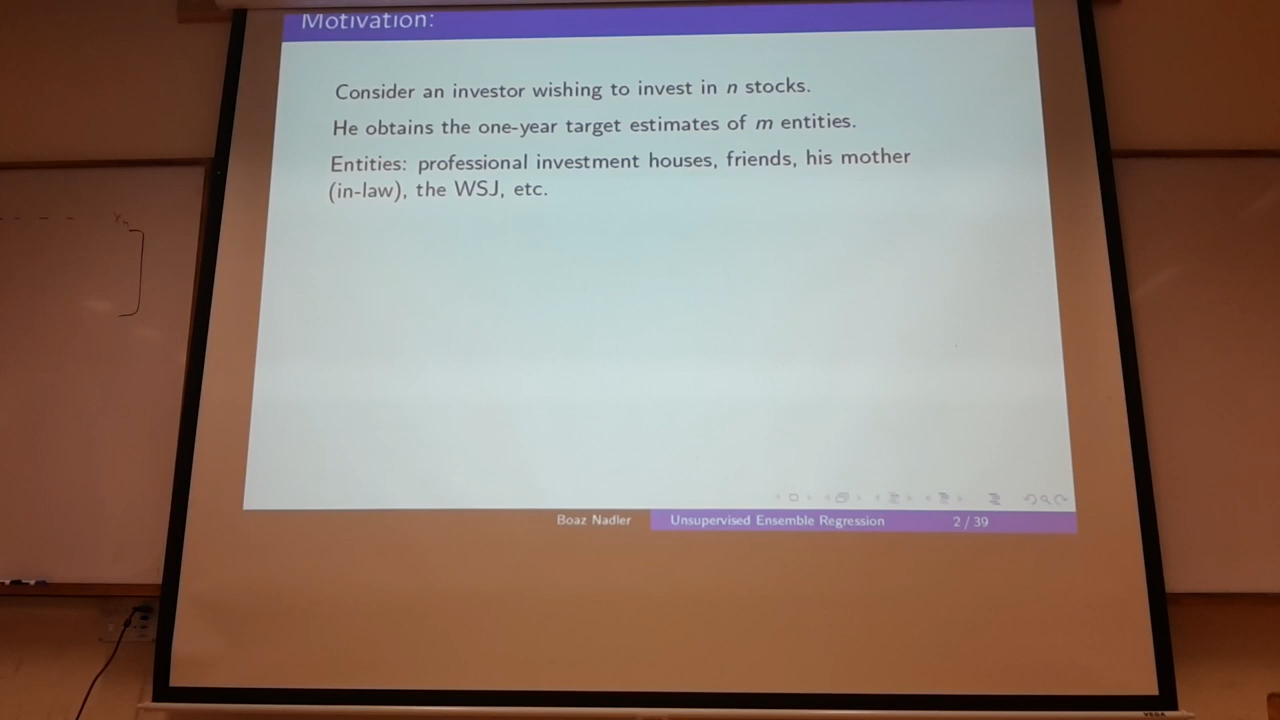 Motivation:
Consider an investor wishing to invest in n stocks.
He obtains the one-year target estimates of m entities.
Entities: professional investment houses, friends, his mother
(in-law), the WSJ, etc.
Boaz Nadler Unsupervised Ensemble Regression 2 / 39
VEGA